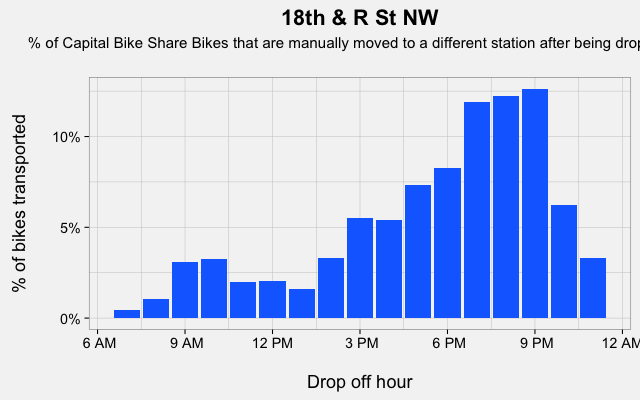 18th & R St NW
% of Capital Bike Share Bikes that are manually moved to a different station after being
% of bikes transported
10%
5%
0%
6 AM 9 AM 12 PM 3 PM 6 PM 9 PM 12 AM
Drop off hour